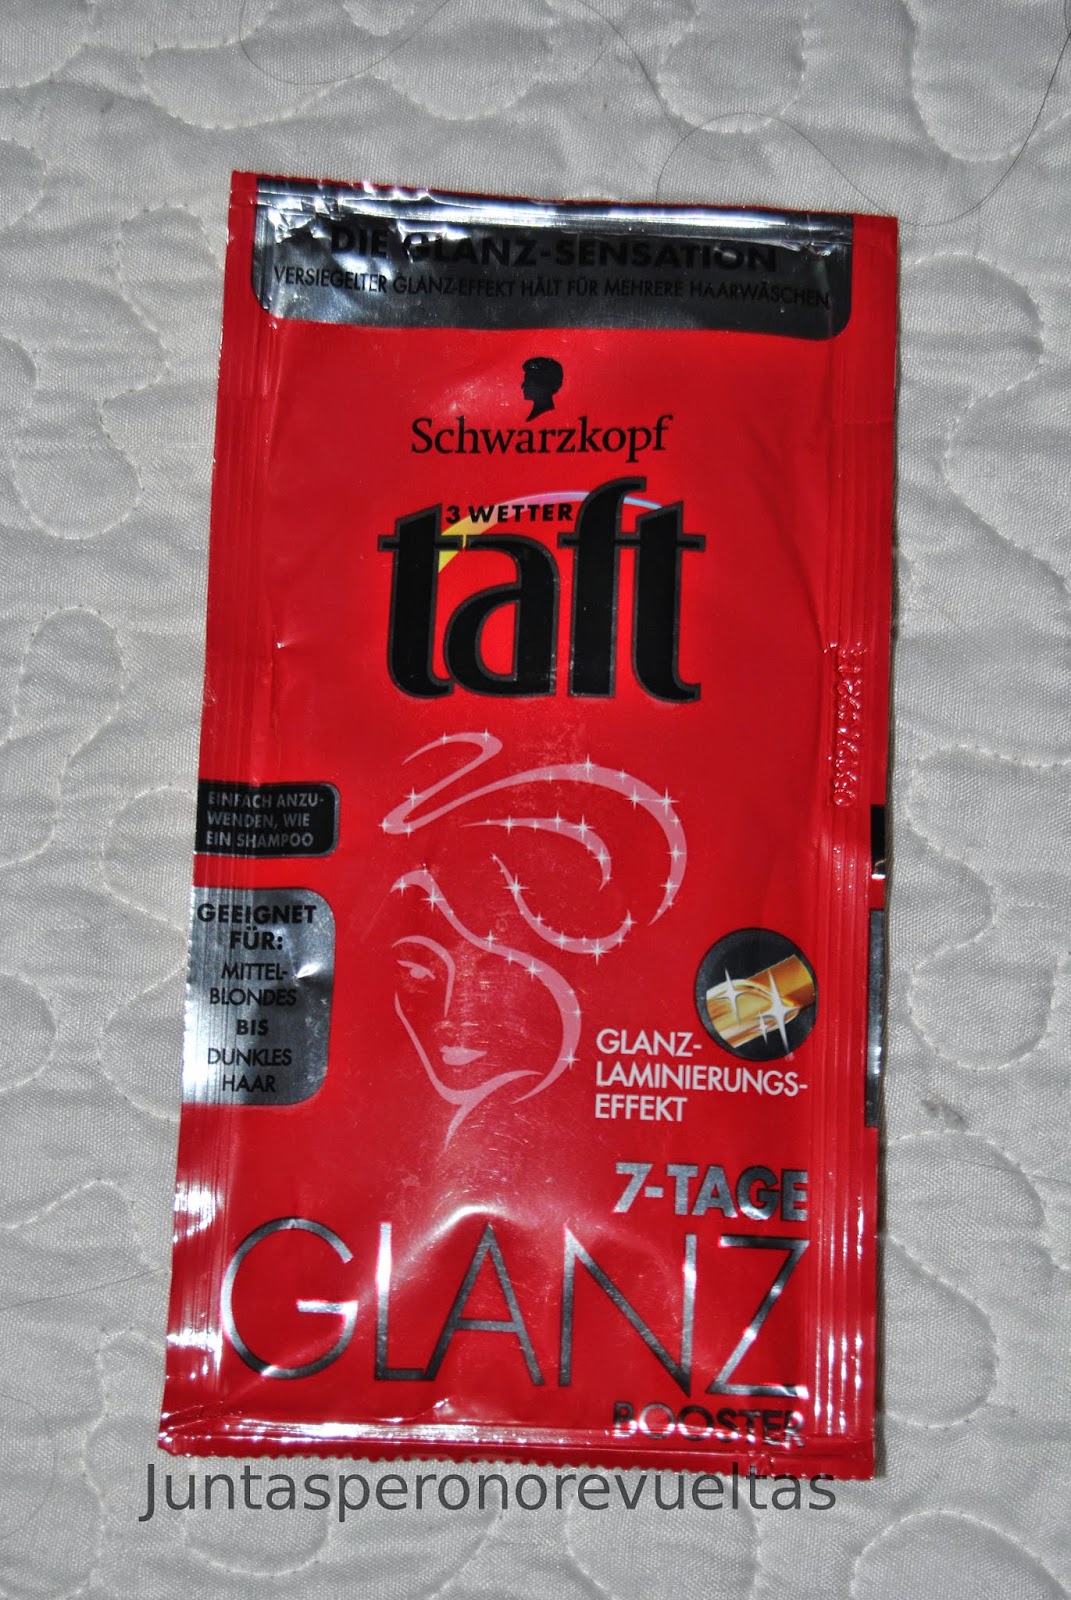 DIE GLANZ-SENSATION
VERSIEGELTER GLANZ-EFFEKT HÄLT FÜR MEHRERE HAARWÄSCHEN
Schwarzkopf
3 WETTER
taft
EINFACH ANZU-
WENDEN, WIE
EIN SHAMPOO
GEEIGNET
FÜR:
MITTEL-
BLONDES
BIS
DUNKLES
HAAR
GLANZ-
LAMINIERUNGS-
EFFEKT
7-TAGE
GLANZ
BOOSTER
Juntasperonorevueltas